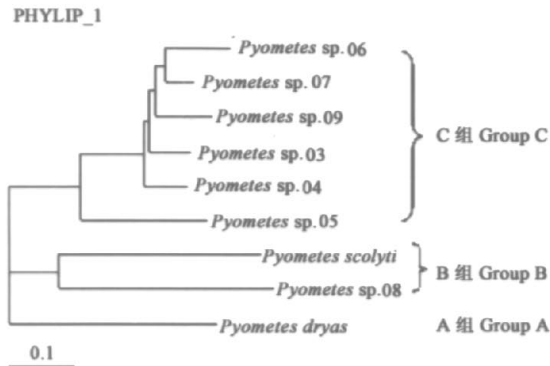 PHYLIP_1
Pyometes sp.06
Pyometes sp.07
Pyometes sp.09
Pyometes sp.03
Pyometes sp.04
Pyometes sp.05
C 组 Group C
Pyometes scolyti
Pyometes sp.08
B 组 Group B
Pyometes dryas
A 组 Group A
0.1